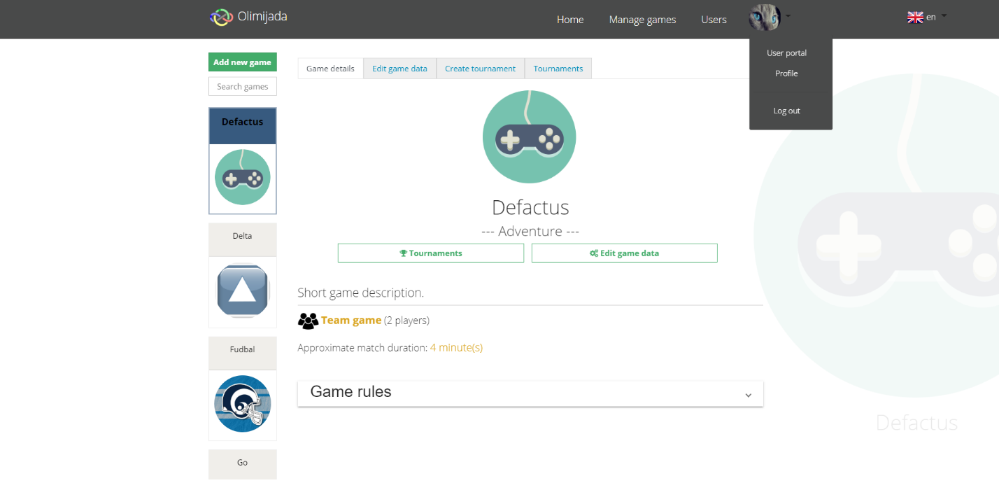 Olimijada
Home
Manage games
Users
en
User portal
Profile
Log out
Add new game
Search games
Defactus
Delta
Fudbal
Go
Game details
Edit game data
Create tournament
Tournaments
Defactus
--- Adventure ---
Tournaments
Edit game data
Short game description.
Team game (2 players)
Approximate match duration: 4 minute(s)
Game rules
Defactus